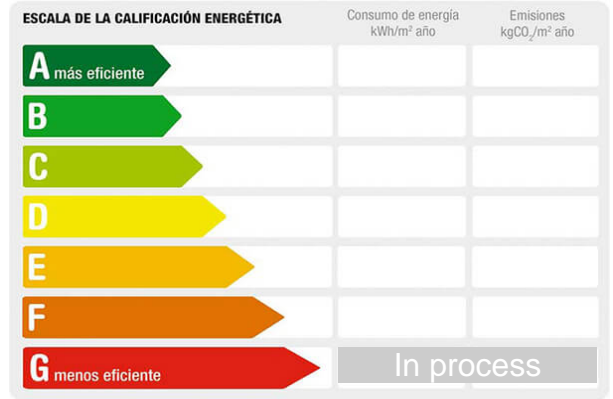 ESCALA DE LA CALIFICACIÓN ENERGÉTICA
Consumo de energía
kWh/m² año
Emisiones
kgCO₂/m² año
A más eficiente
B
C
D
E
F
G menos eficiente
In process